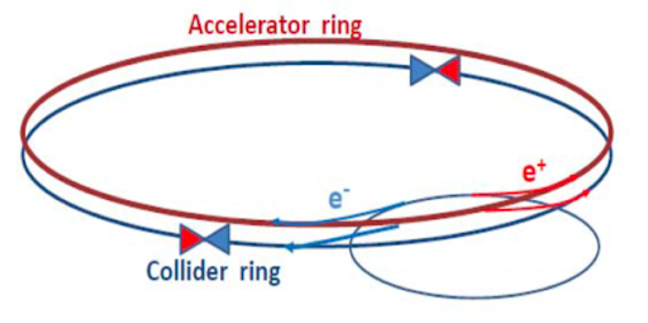 Accelerator ring
e⁺
e⁻
Collider ring